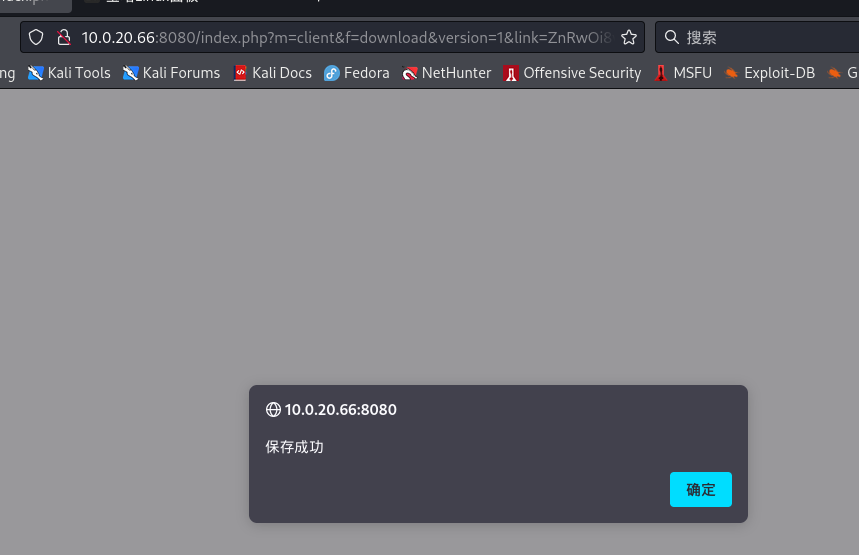 10.0.20.66:8080/index.php?m=client&f=download&version=1&link=ZnRwOi8
搜索
ng Kali Tools Kali Forums Kali Docs Fedora NetHunter Offensive Security MSFU Exploit-DB G
10.0.20.66:8080
保存成功
确定